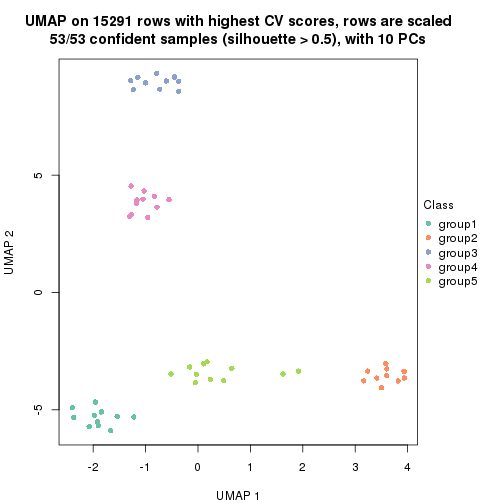 UMAP on 15291 rows with highest CV scores, rows are scaled
53/53 confident samples (silhouette > 0.5), with 10 PCs
5
0
-5
UMAP 2
-2
-1
0
1
2
3
4
UMAP 1
Class
group1
group2
group3
group4
group5